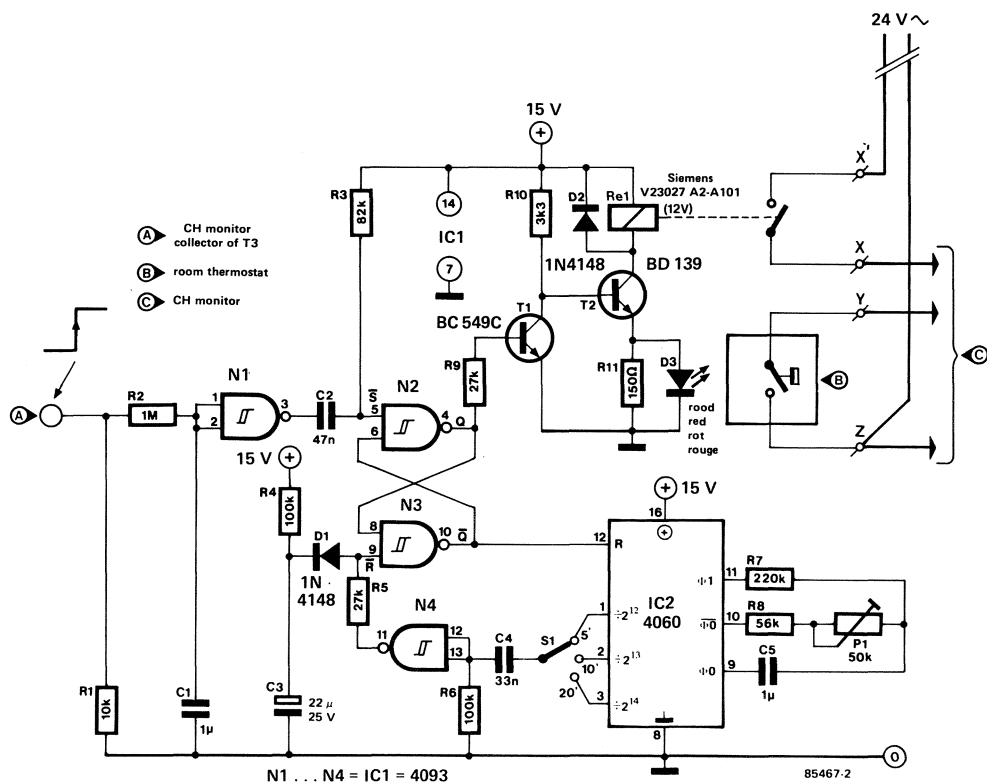 24 V ∿
15 V
+
R3
82k
14
IC1
7
R10
3k3
D2
Re1
Siemens
V23027 A2-A101
(12V)
X'
X
Y
Z
C
A CH monitor
collector of T3
B room thermostat
C CH monitor
1N4148
BD 139
T1
T2
BC 549C
R9
27k
R11
150Ω
D3
rood
red
rot
rouge
B
A
R2
1M
N1
1
2
3
C2
47n
S̅
5
6
N2
4
Q
15 V
+
R4
100k
D1
1N
4148
N3
8
9
R̅
10
Q̅
R5
27k
N4
11
12
13
C4
33n
S1
5'
10'
20'
15 V
+
16
12
R
IC2
4060
1
÷2¹²
2
÷2¹³
3
÷2¹⁴
8
11
ϕ1
10
ϕ0̅
9
ϕ0
R7
220k
R8
56k
P1
50k
C5
1µ
R1
10k
C1
1µ
C3
22 µ
25 V
R6
100k
0
N1 . . . N4 = IC1 = 4093
85467-2